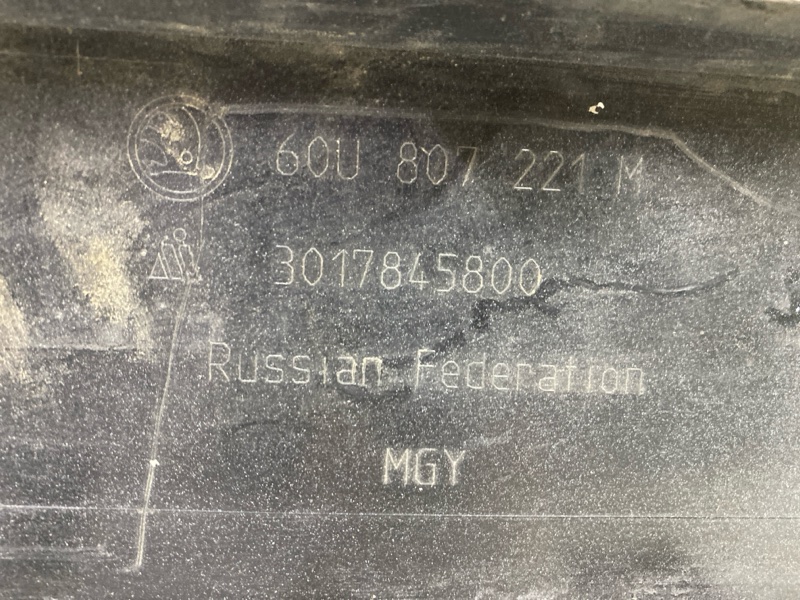 60U 807 221 M
3017845800
Russian Federation
MGY